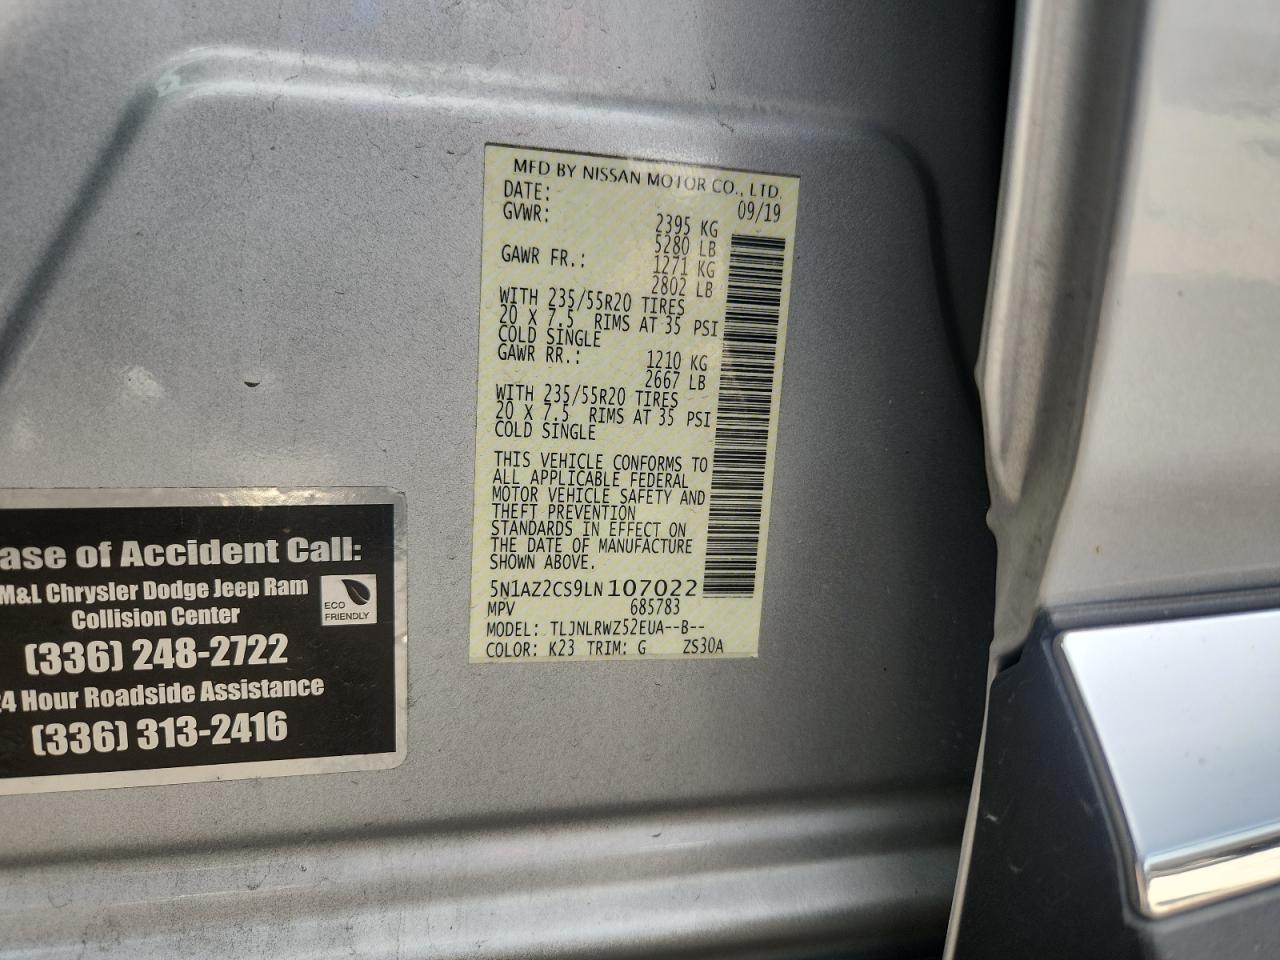 MFD BY NISSAN MOTOR CO., LTD.
DATE: 09/19
GVWR: 2395 KG
5280 LB
GAWR FR.: 1271 KG
2802 LB
WITH 235/55R20 TIRES
20 X 7.5 RIMS AT 35 PSI
COLD SINGLE
GAWR RR.: 1210 KG
2667 LB
WITH 235/55R20 TIRES
20 X 7.5 RIMS AT 35 PSI
COLD SINGLE
THIS VEHICLE CONFORMS TO
ALL APPLICABLE FEDERAL
MOTOR VEHICLE SAFETY AND
THEFT PREVENTION
STANDARDS IN EFFECT ON
THE DATE OF MANUFACTURE
SHOWN ABOVE.
5N1AZ2CS9LN107022
MPV 685783
MODEL: TLJNLRWZ52EUA--B--
COLOR: K23 TRIM: G ZS30A
ase of Accident Call:
M&L Chrysler Dodge Jeep Ram
Collision Center
ECO
FRIENDLY
(336) 248-2722
4 Hour Roadside Assistance
(336) 313-2416